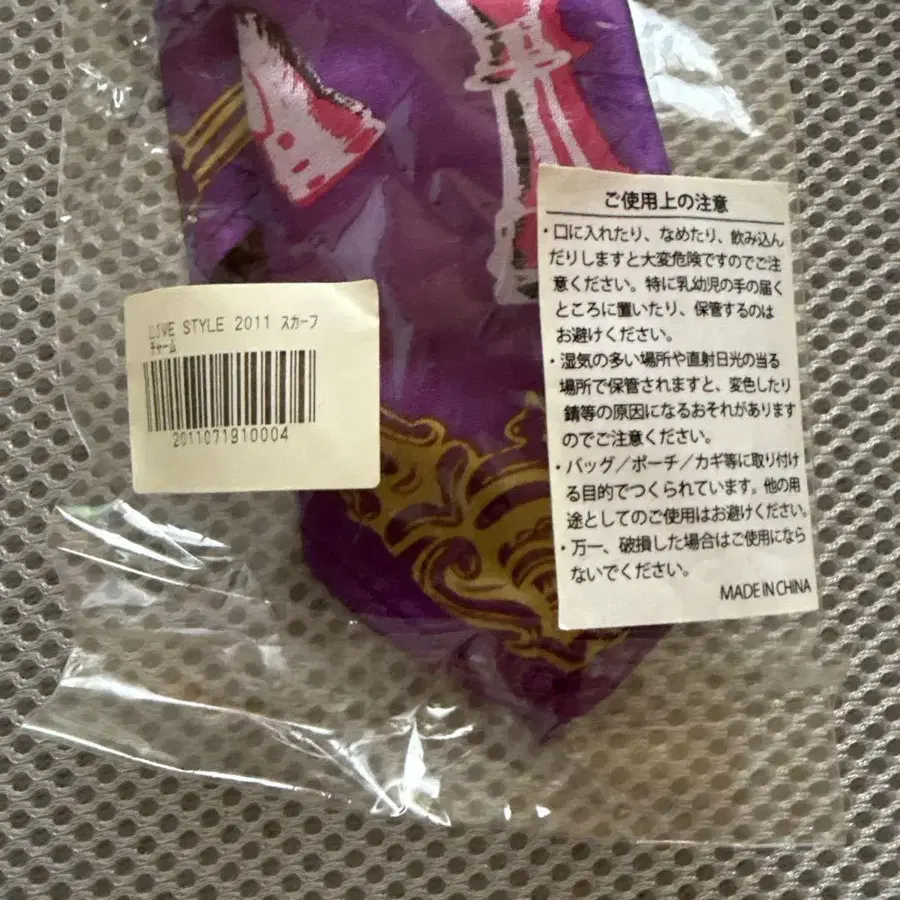 LIVE STYLE 2011 スカーフ
チャーム
2011071910004
ご使用上の注意
・口に入れたり、なめたり、飲み込ん
だりしますと大変危険ですのでご注
意ください。特に乳幼児の手の届く
ところに置いたり、保管するのは
お避けください。
・湿気の多い場所や直射日光の当る
場所で保管されますと、変色したり
錆等の原因になるおそれがあります
のでご注意ください。
・バッグ／ポーチ／カギ等に取り付け
る目的でつくられています。他の用
途としてのご使用はお避けください。
・万一、破損した場合はご使用になら
ないでください。
MADE IN CHINA